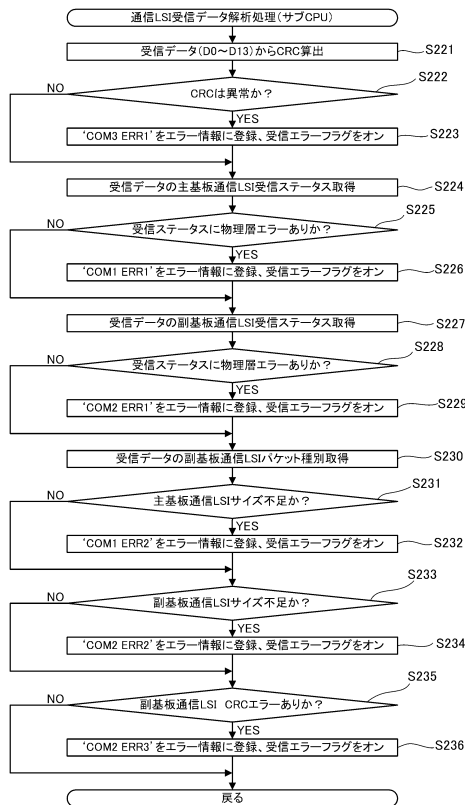 通信LSI受信データ解析処理（サブCPU）
受信データ（D0～D13）からCRC算出
S221
CRCは異常か？
S222
NO
YES
'COM3 ERR1'をエラー情報に登録、受信エラーフラグをオン
S223
受信データの主基板通信LSI受信ステータス取得
S224
受信ステータスに物理層エラーありか？
S225
NO
YES
'COM1 ERR1'をエラー情報に登録、受信エラーフラグをオン
S226
受信データの副基板通信LSI受信ステータス取得
S227
受信ステータスに物理層エラーありか？
S228
NO
YES
'COM2 ERR1'をエラー情報に登録、受信エラーフラグをオン
S229
受信データの副基板通信LSIパケット種別取得
S230
主基板通信LSIサイズ不足か？
S231
NO
YES
'COM1 ERR2'をエラー情報に登録、受信エラーフラグをオン
S232
副基板通信LSIサイズ不足か？
S233
NO
YES
'COM2 ERR2'をエラー情報に登録、受信エラーフラグをオン
S234
副基板通信LSI CRCエラーありか？
S235
NO
YES
'COM2 ERR3'をエラー情報に登録、受信エラーフラグをオン
S236
戻る